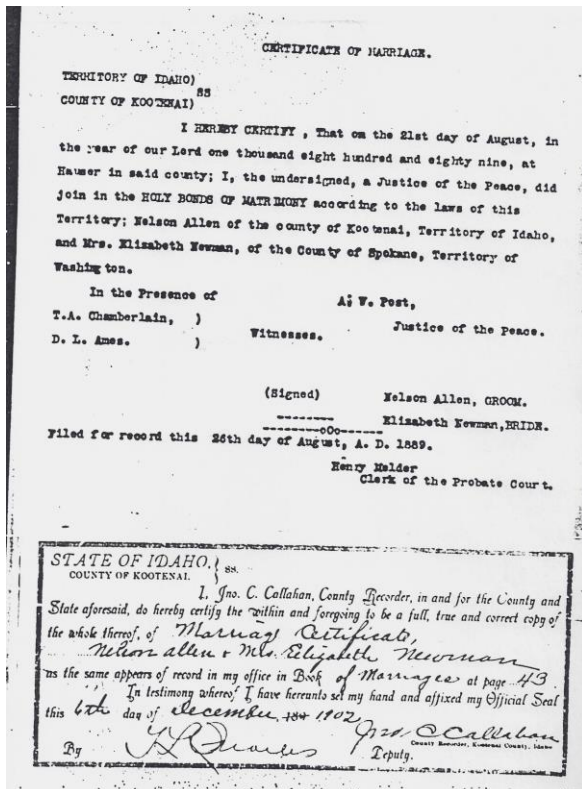 CERTIFICATE OF MARRIAGE.
TERRITORY OF IDAHO)
SS
COUNTY OF KOOTENAI)
I HEREBY CERTIFY , That on the 21st day of August, in
the year of our Lord one thousand eight hundred and eighty nine, at
Hauser in said county; I, the undersigned, a Justice of the Peace, did
join in the HOLY BONDS OF MATRIMONY according to the laws of this
Territory; Nelson Allen of the county of Kootenai, Territory of Idaho,
and Mrs. Elizabeth Newman, of the County of Spokane, Territory of
Washington.
In the Presence of
A. W. Post,
T.A. Chamberlain, )
Justice of the Peace.
Witnesses.
D. L. Ames. )
(Signed) Nelson Allen, GROOM.
Elizabeth Newman,BRIDE.
--------oOo------
Filed for record this 26th day of August, A. D. 1889.
Henry Melder
Clerk of the Probate Court.
STATE OF IDAHO, } ss.
COUNTY OF KOOTENAI.
I, Jno. C. Callahan, County Recorder, in and for the County and
State aforesaid, do hereby certify the within and foregoing to be a full, true and correct copy of
the whole thereof, of Marriage Certificate,
Nelson Allen & Mrs. Elizabeth Newman
as the same appears of record in my office in Book of Marriages at page 43
In testimony whereof I have hereunto set my hand and affixed my Official Seal
this 6th day of December, 189 1902
Jno. C Callahan
County Recorder, Kootenai County, Idaho
By Deputy.